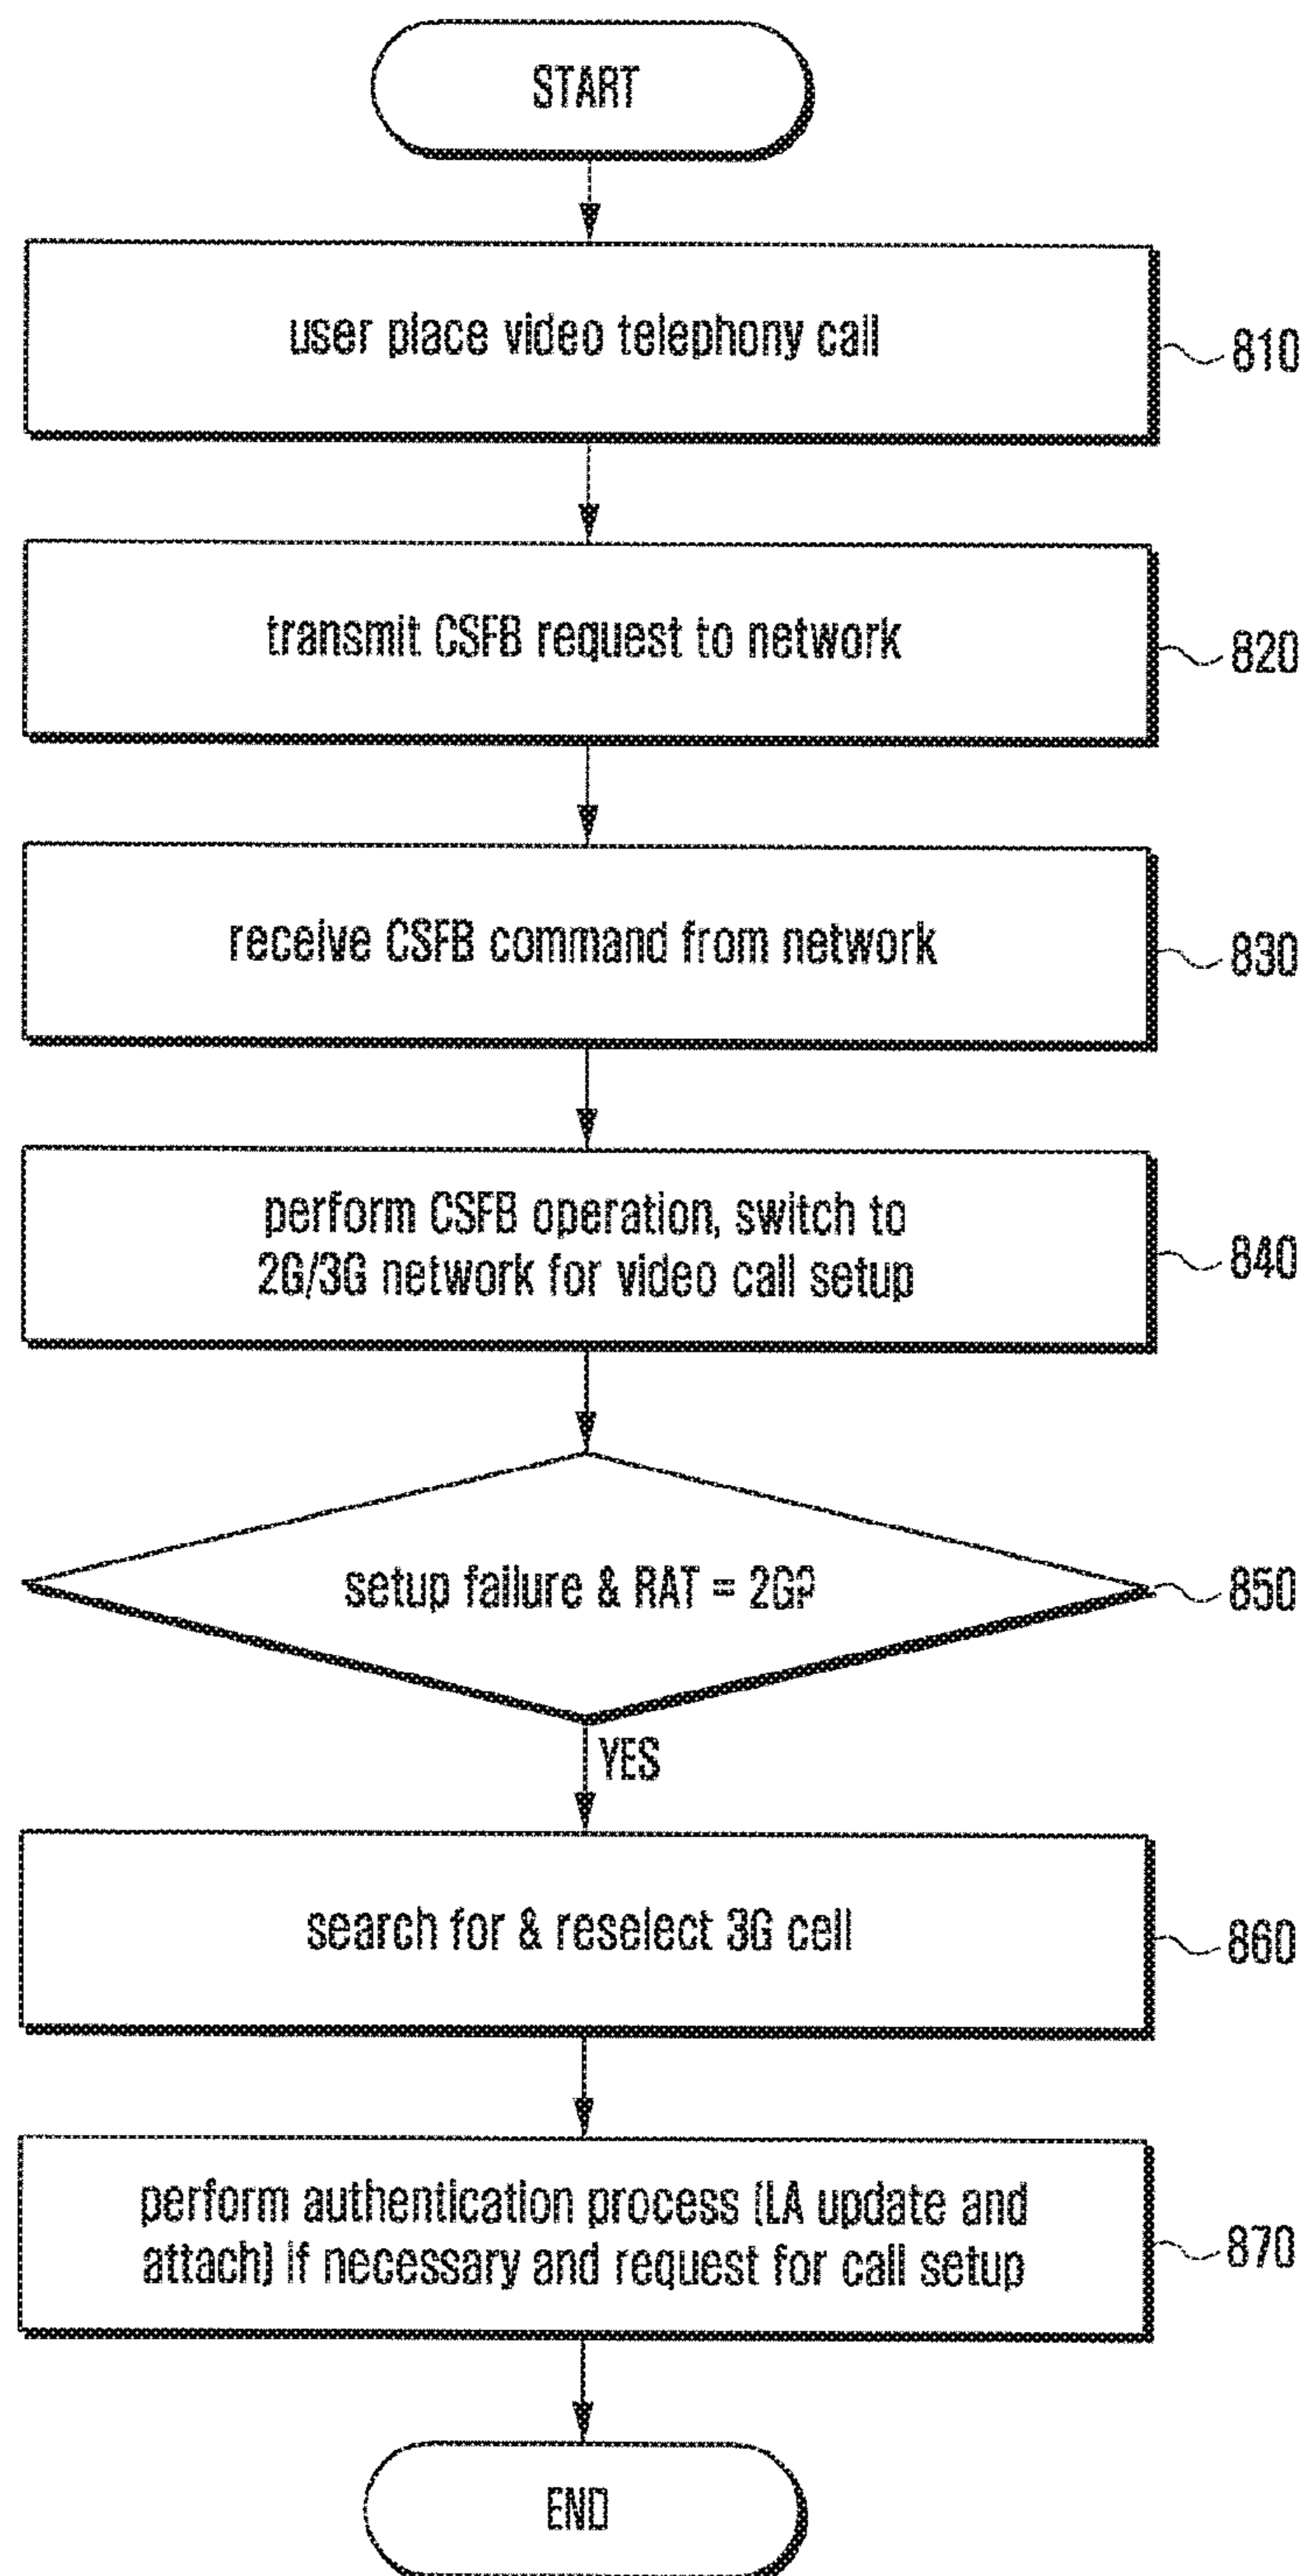 START
user place video telephony call
810
transmit CSFB request to network
820
receive CSFB command from network
830
perform CSFB operation, switch to
2G/3G network for video call setup
840
setup failure & RAT = 2G?
850
YES
search for & reselect 3G cell
860
perform authentication process (LA update and
attach) if necessary and request for call setup
870
END